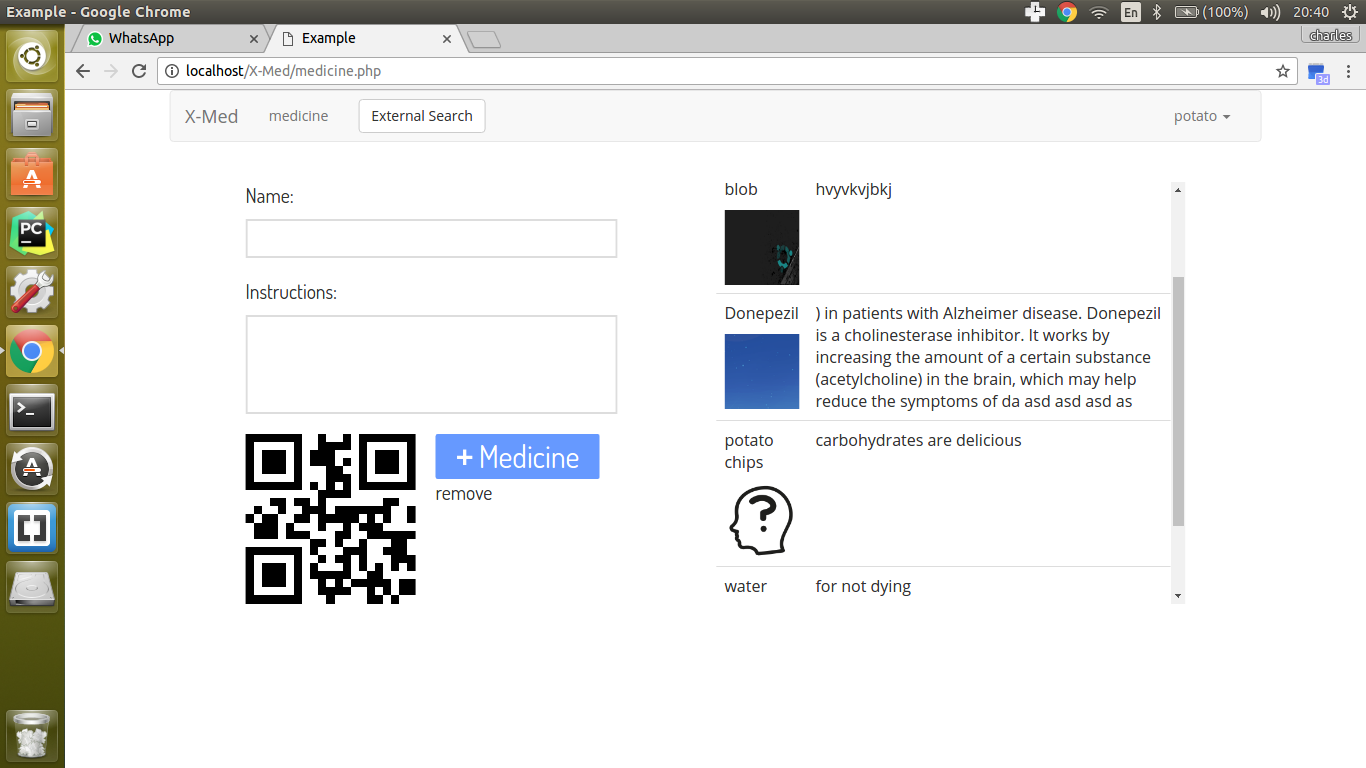 Example - Google Chrome
En
(100%)
20:40
WhatsApp
Example
charles
localhost/X-Med/medicine.php
3d
X-Med
medicine
External Search
potato
Name:
Instructions:
+ Medicine
remove
blob
hvyvkvjbkj
Donepezil
) in patients with Alzheimer disease. Donepezil
is a cholinesterase inhibitor. It works by
increasing the amount of a certain substance
(acetylcholine) in the brain, which may help
reduce the symptoms of da asd asd asd as
potato
chips
carbohydrates are delicious
?
water
for not dying
PC